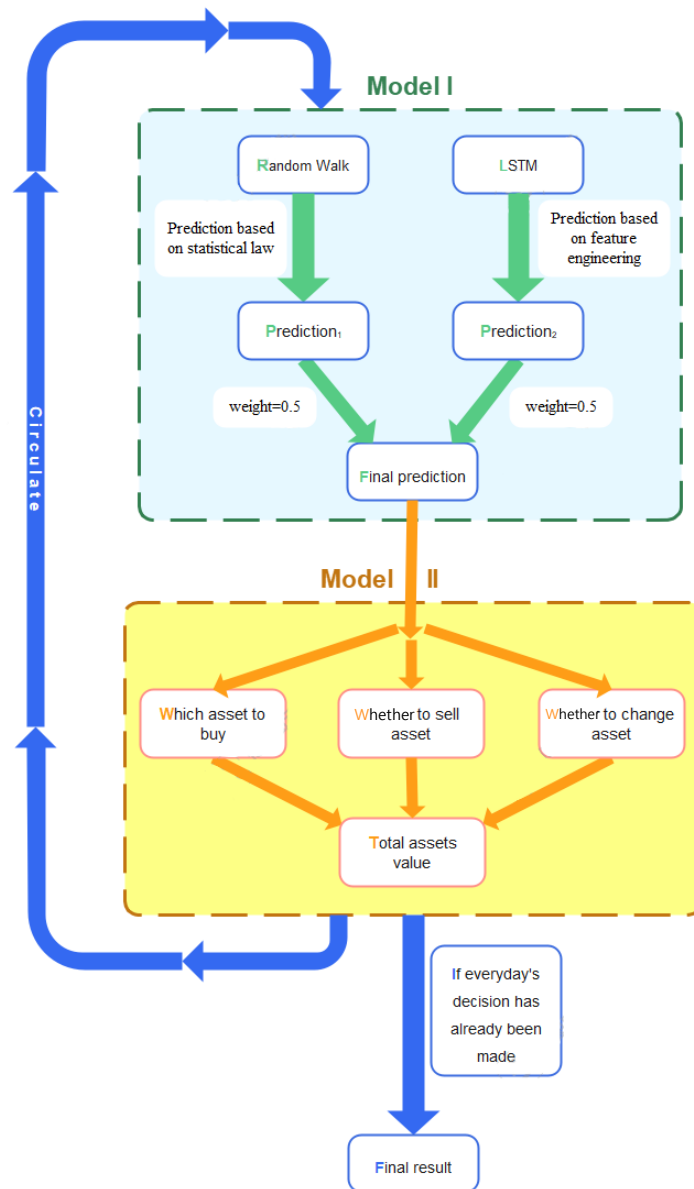 Model I
Random Walk
LSTM
Prediction based
on statistical law
Prediction based
on feature
engineering
Prediction₁
Prediction₂
weight=0.5
weight=0.5
Final prediction
Circulate
Model II
Which asset to
buy
Whether to sell
asset
Whether to change
asset
Total assets
value
If everyday's
decision has
already been
made
Final result